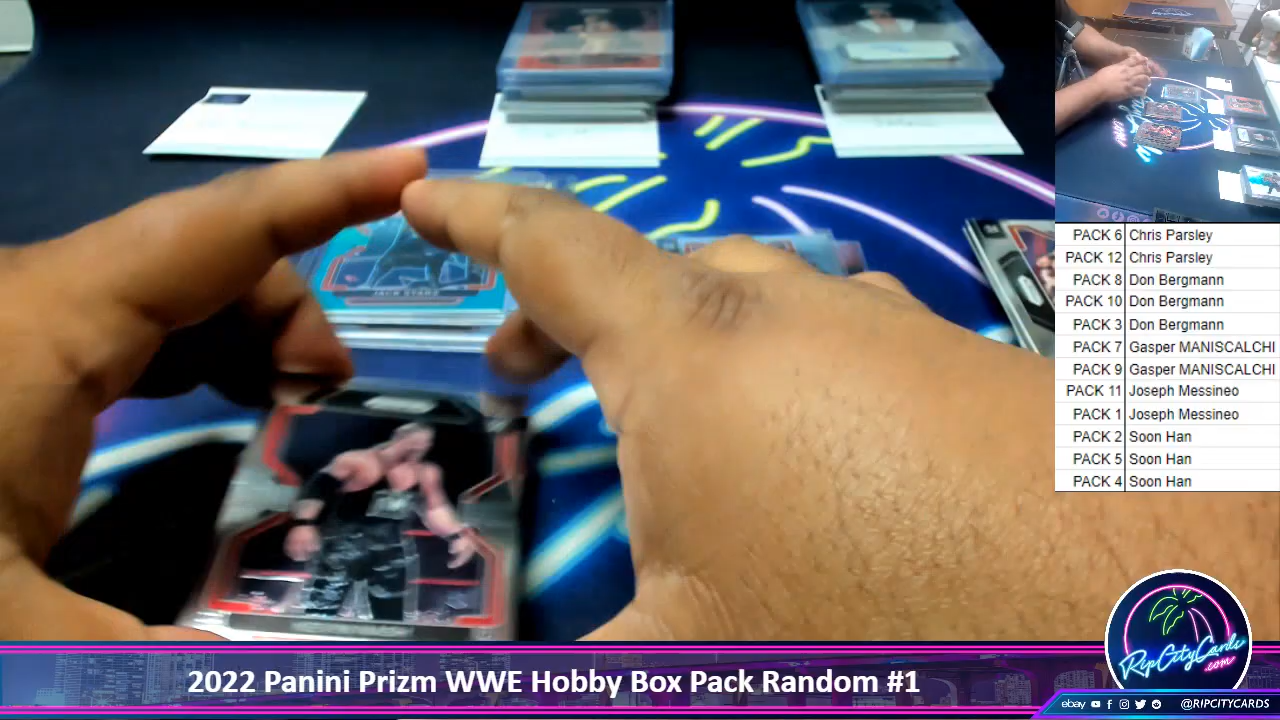 JACK STARZ
PACK 6 Chris Parsley
PACK 12 Chris Parsley
PACK 8 Don Bergmann
PACK 10 Don Bergmann
PACK 3 Don Bergmann
PACK 7 Gasper MANISCALCHI
PACK 9 Gasper MANISCALCHI
PACK 11 Joseph Messineo
PACK 1 Joseph Messineo
PACK 2 Soon Han
PACK 5 Soon Han
PACK 4 Soon Han
RipCityCards
.com
2022 Panini Prizm WWE Hobby Box Pack Random #1
ebay @RIPCITYCARDS